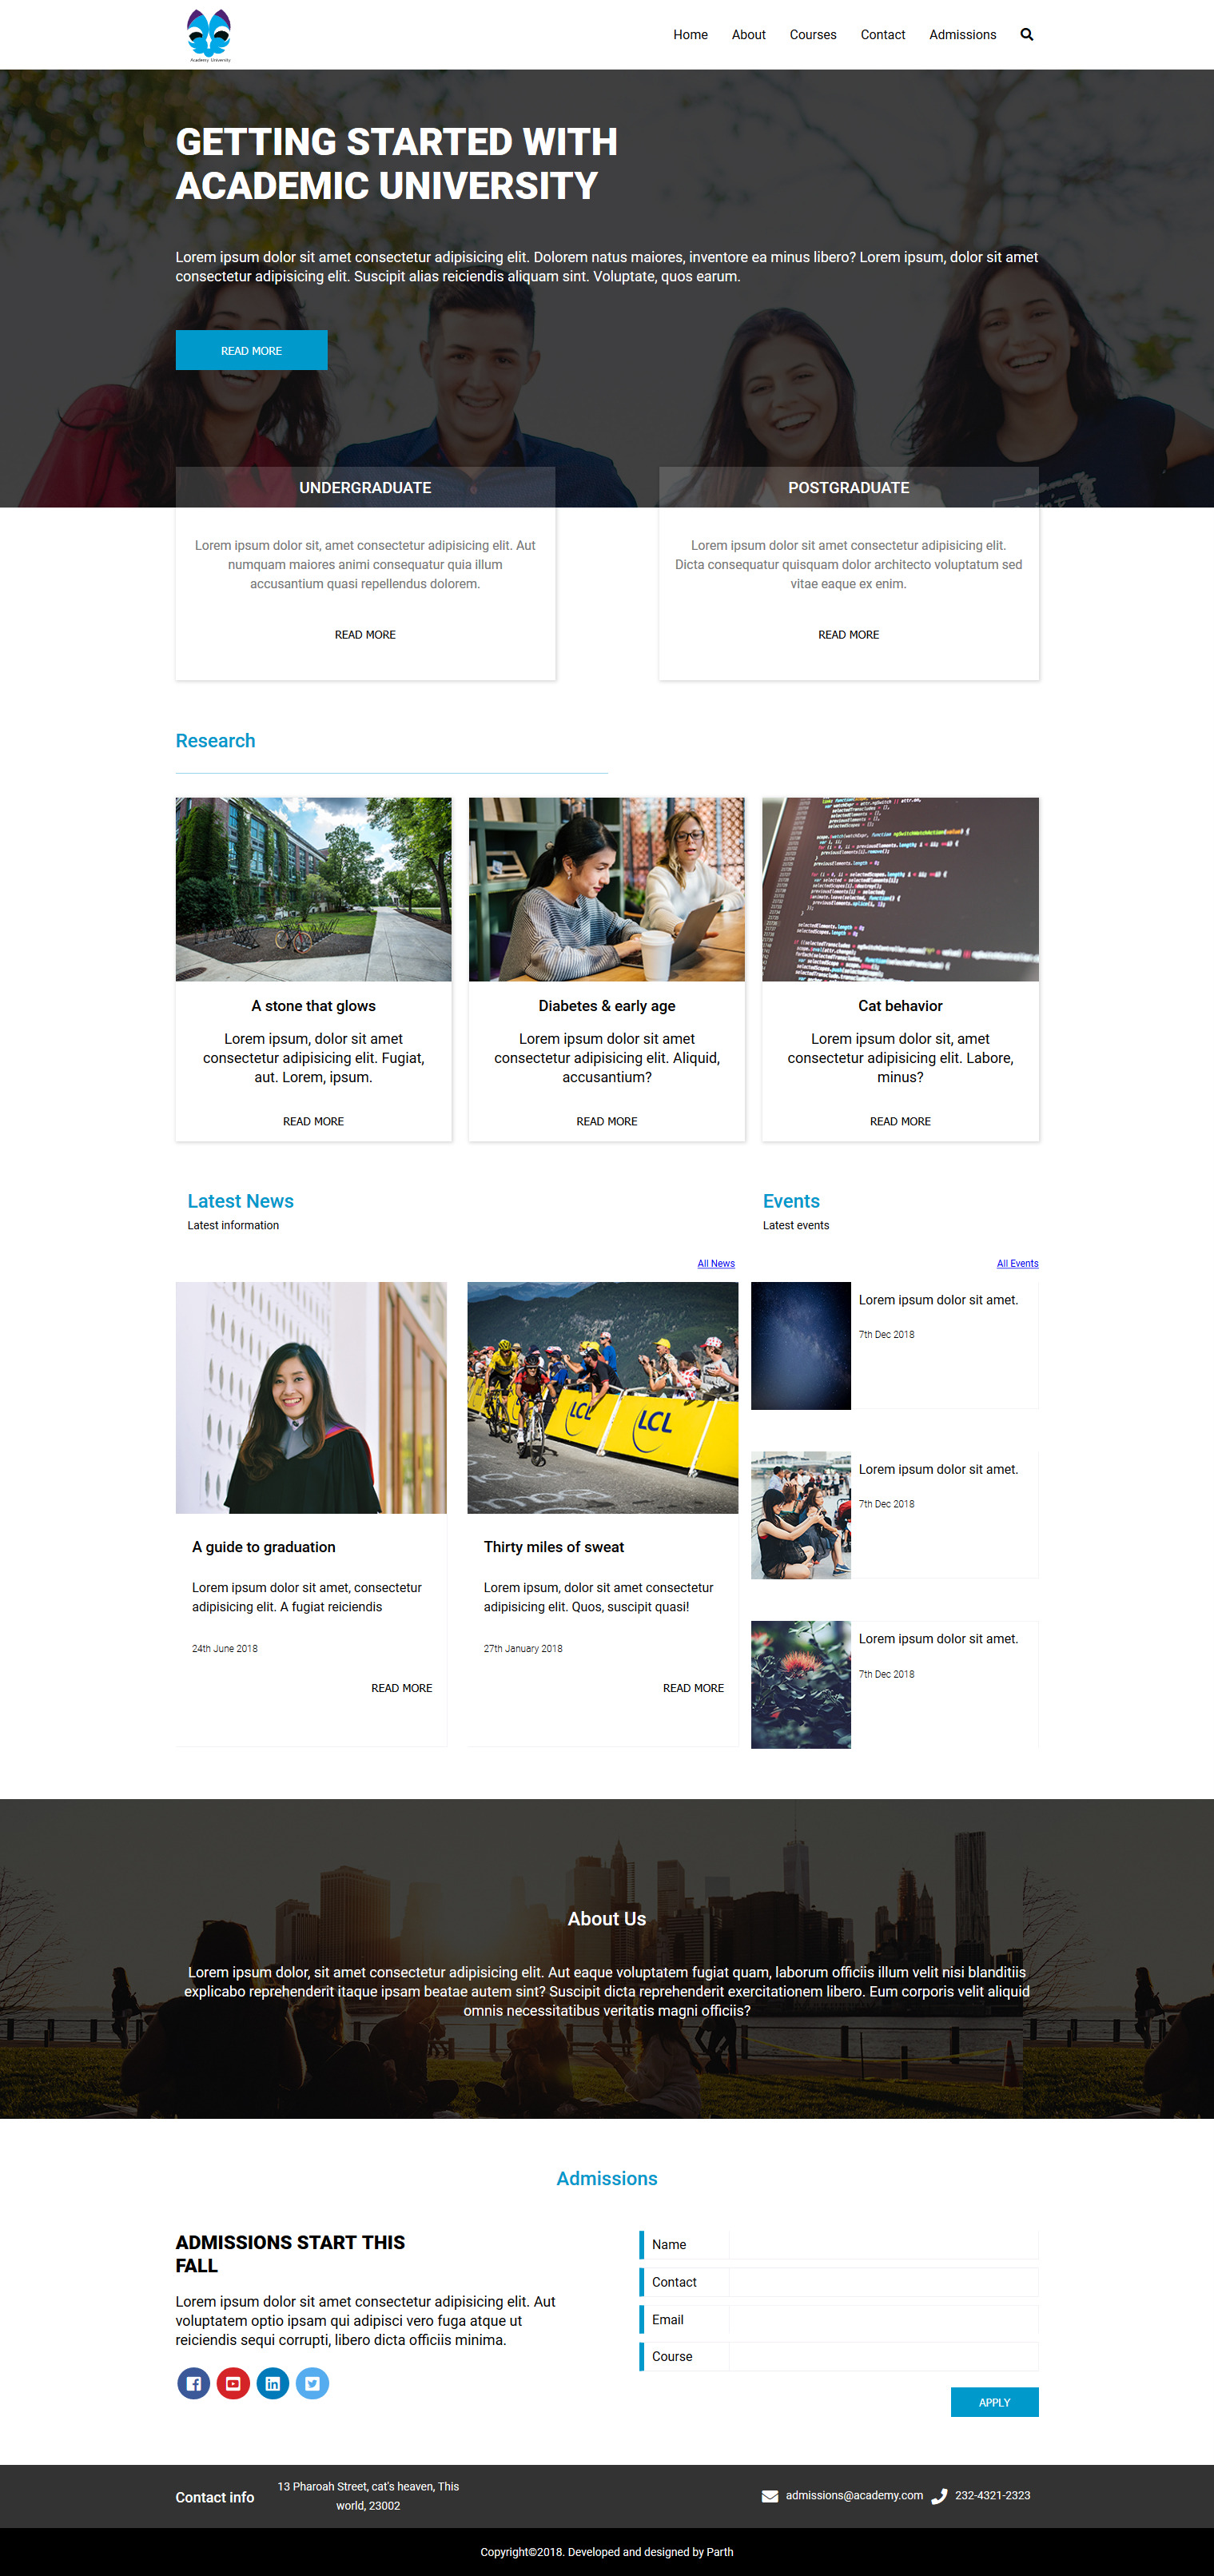 Academy University
Home About Courses Contact Admissions
GETTING STARTED WITH
ACADEMIC UNIVERSITY
Lorem ipsum dolor sit amet consectetur adipisicing elit. Dolorem natus maiores, inventore ea minus libero? Lorem ipsum, dolor sit amet
consectetur adipisicing elit. Suscipit alias reiciendis aliquam sint. Voluptate, quos earum.
READ MORE
UNDERGRADUATE
Lorem ipsum dolor sit, amet consectetur adipisicing elit. Aut
numquam maiores animi consequatur quia illum
accusantium quasi repellendus dolorem.
READ MORE
POSTGRADUATE
Lorem ipsum dolor sit amet consectetur adipisicing elit.
Dicta consequatur quisquam dolor architecto voluptatum sed
vitae eaque ex enim.
READ MORE
Research
A stone that glows
Lorem ipsum, dolor sit amet
consectetur adipisicing elit. Fugiat,
aut. Lorem, ipsum.
READ MORE
Diabetes & early age
Lorem ipsum dolor sit amet
consectetur adipisicing elit. Aliquid,
accusantium?
READ MORE
Cat behavior
Lorem ipsum dolor sit, amet
consectetur adipisicing elit. Labore,
minus?
READ MORE
Latest News
Latest information
All News
LCL
LCL
A guide to graduation
Lorem ipsum dolor sit amet, consectetur
adipisicing elit. A fugiat reiciendis
24th June 2018
READ MORE
Thirty miles of sweat
Lorem ipsum, dolor sit amet consectetur
adipisicing elit. Quos, suscipit quasi!
27th January 2018
READ MORE
Events
Latest events
All Events
Lorem ipsum dolor sit amet.
7th Dec 2018
Lorem ipsum dolor sit amet.
7th Dec 2018
Lorem ipsum dolor sit amet.
7th Dec 2018
About Us
Lorem ipsum dolor, sit amet consectetur adipisicing elit. Aut eaque voluptatem fugiat quam, laborum officiis illum velit nisi blanditiis
explicabo reprehenderit itaque ipsam beatae autem sint? Suscipit dicta reprehenderit exercitationem libero. Eum corporis velit aliquid
omnis necessitatibus veritatis magni officiis?
Admissions
ADMISSIONS START THIS
FALL
Lorem ipsum dolor sit amet consectetur adipisicing elit. Aut
voluptatem optio ipsam qui adipisci vero fuga atque ut
reiciendis sequi corrupti, libero dicta officiis minima.
Name
Contact
Email
Course
APPLY
Contact info
13 Pharoah Street, cat's heaven, This
world, 23002
admissions@academy.com
232-4321-2323
Copyright©2018. Developed and designed by Parth